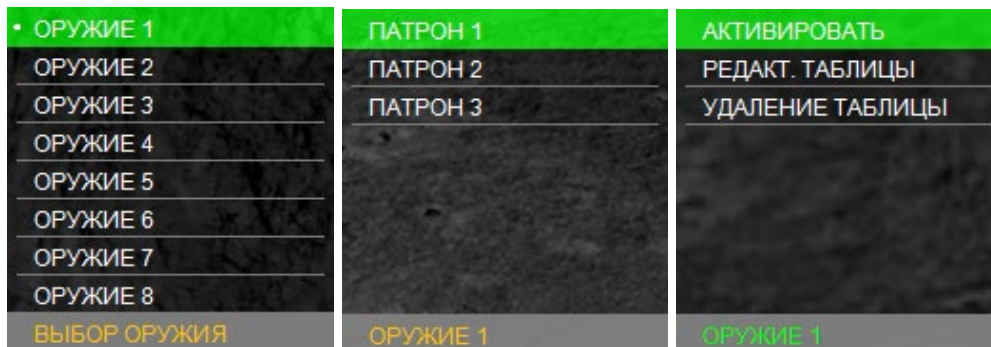 ОРУЖИЕ 1
ОРУЖИЕ 2
ОРУЖИЕ 3
ОРУЖИЕ 4
ОРУЖИЕ 5
ОРУЖИЕ 6
ОРУЖИЕ 7
ОРУЖИЕ 8
ВЫБОР ОРУЖИЯ
ПАТРОН 1
ПАТРОН 2
ПАТРОН 3
ОРУЖИЕ 1
АКТИВИРОВАТЬ
РЕДАКТ. ТАБЛИЦЫ
УДАЛЕНИЕ ТАБЛИЦЫ
ОРУЖИЕ 1